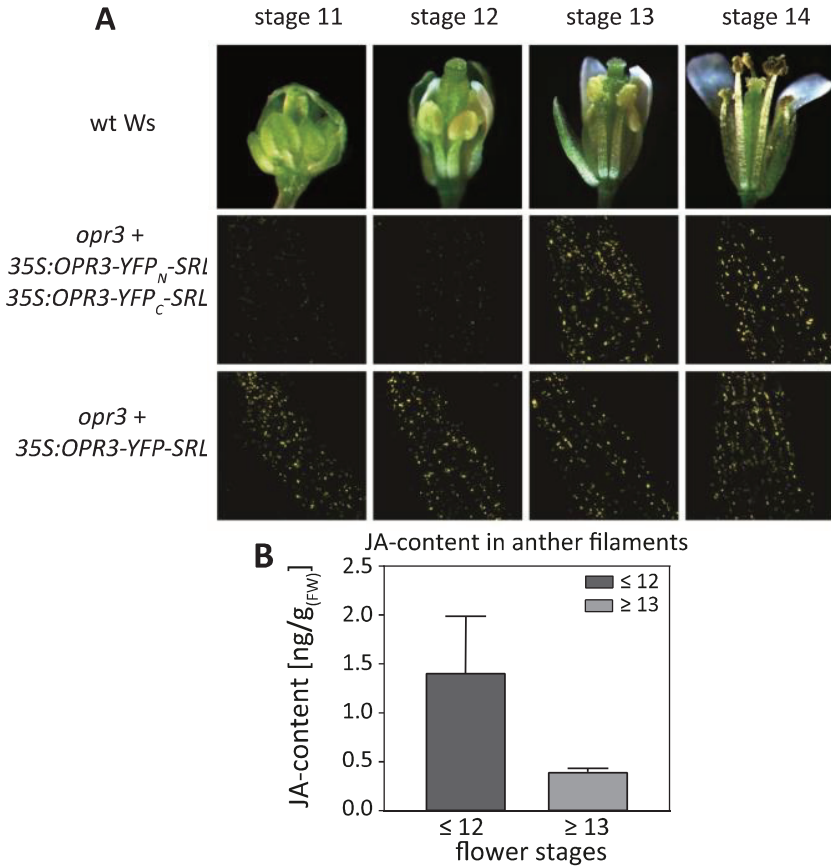 A
stage 11 stage 12 stage 13 stage 14
wt Ws
opr3 +
35S:OPR3-YFP_N-SRL
35S:OPR3-YFP_C-SRL
opr3 +
35S:OPR3-YFP-SRL
B
JA-content in anther filaments
JA-content [ng/g(FW)]
2.5
2.0
1.5
1.0
0.5
0.0
≤ 12
≥ 13
≤ 12 ≥ 13
flower stages